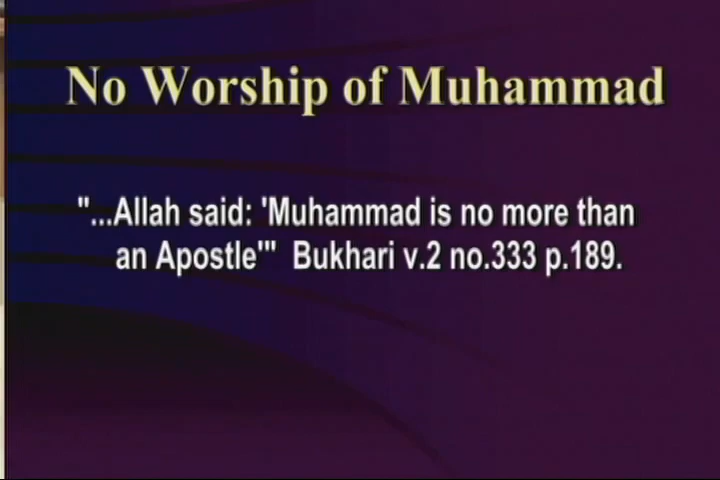 No Worship of Muhammad
"...Allah said: 'Muhammad is no more than
an Apostle'" Bukhari v.2 no.333 p.189.